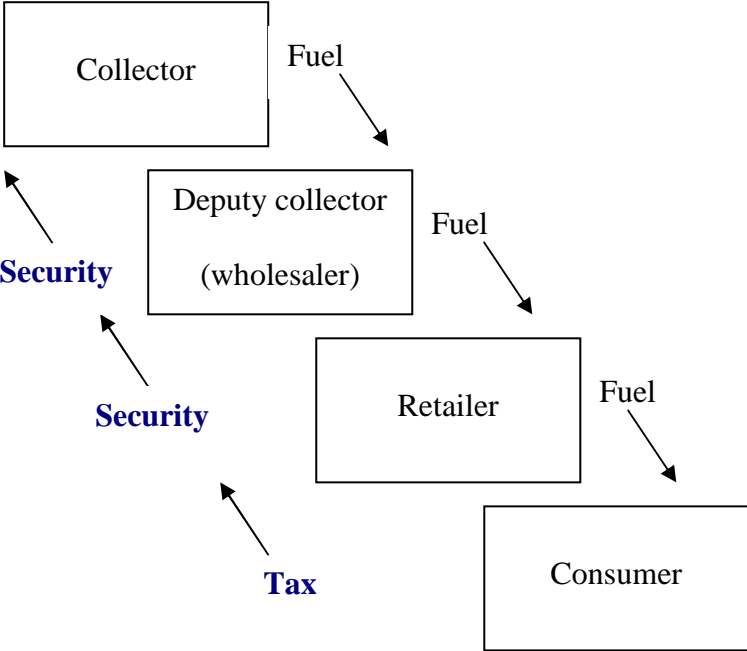 Collector
Fuel
Deputy collector
(wholesaler)
Fuel
Security
Retailer
Fuel
Security
Consumer
Tax